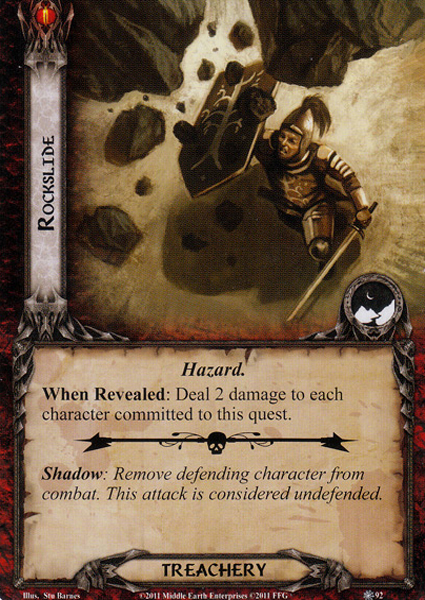 ROCKSLIDE
Hazard.
When Revealed: Deal 2 damage to each
character committed to this quest.
Shadow: Remove defending character from
combat. This attack is considered undefended.
TREACHERY
Illus. Stu Barnes ©2011 Middle Earth Enterprises ©2011 FFG 92